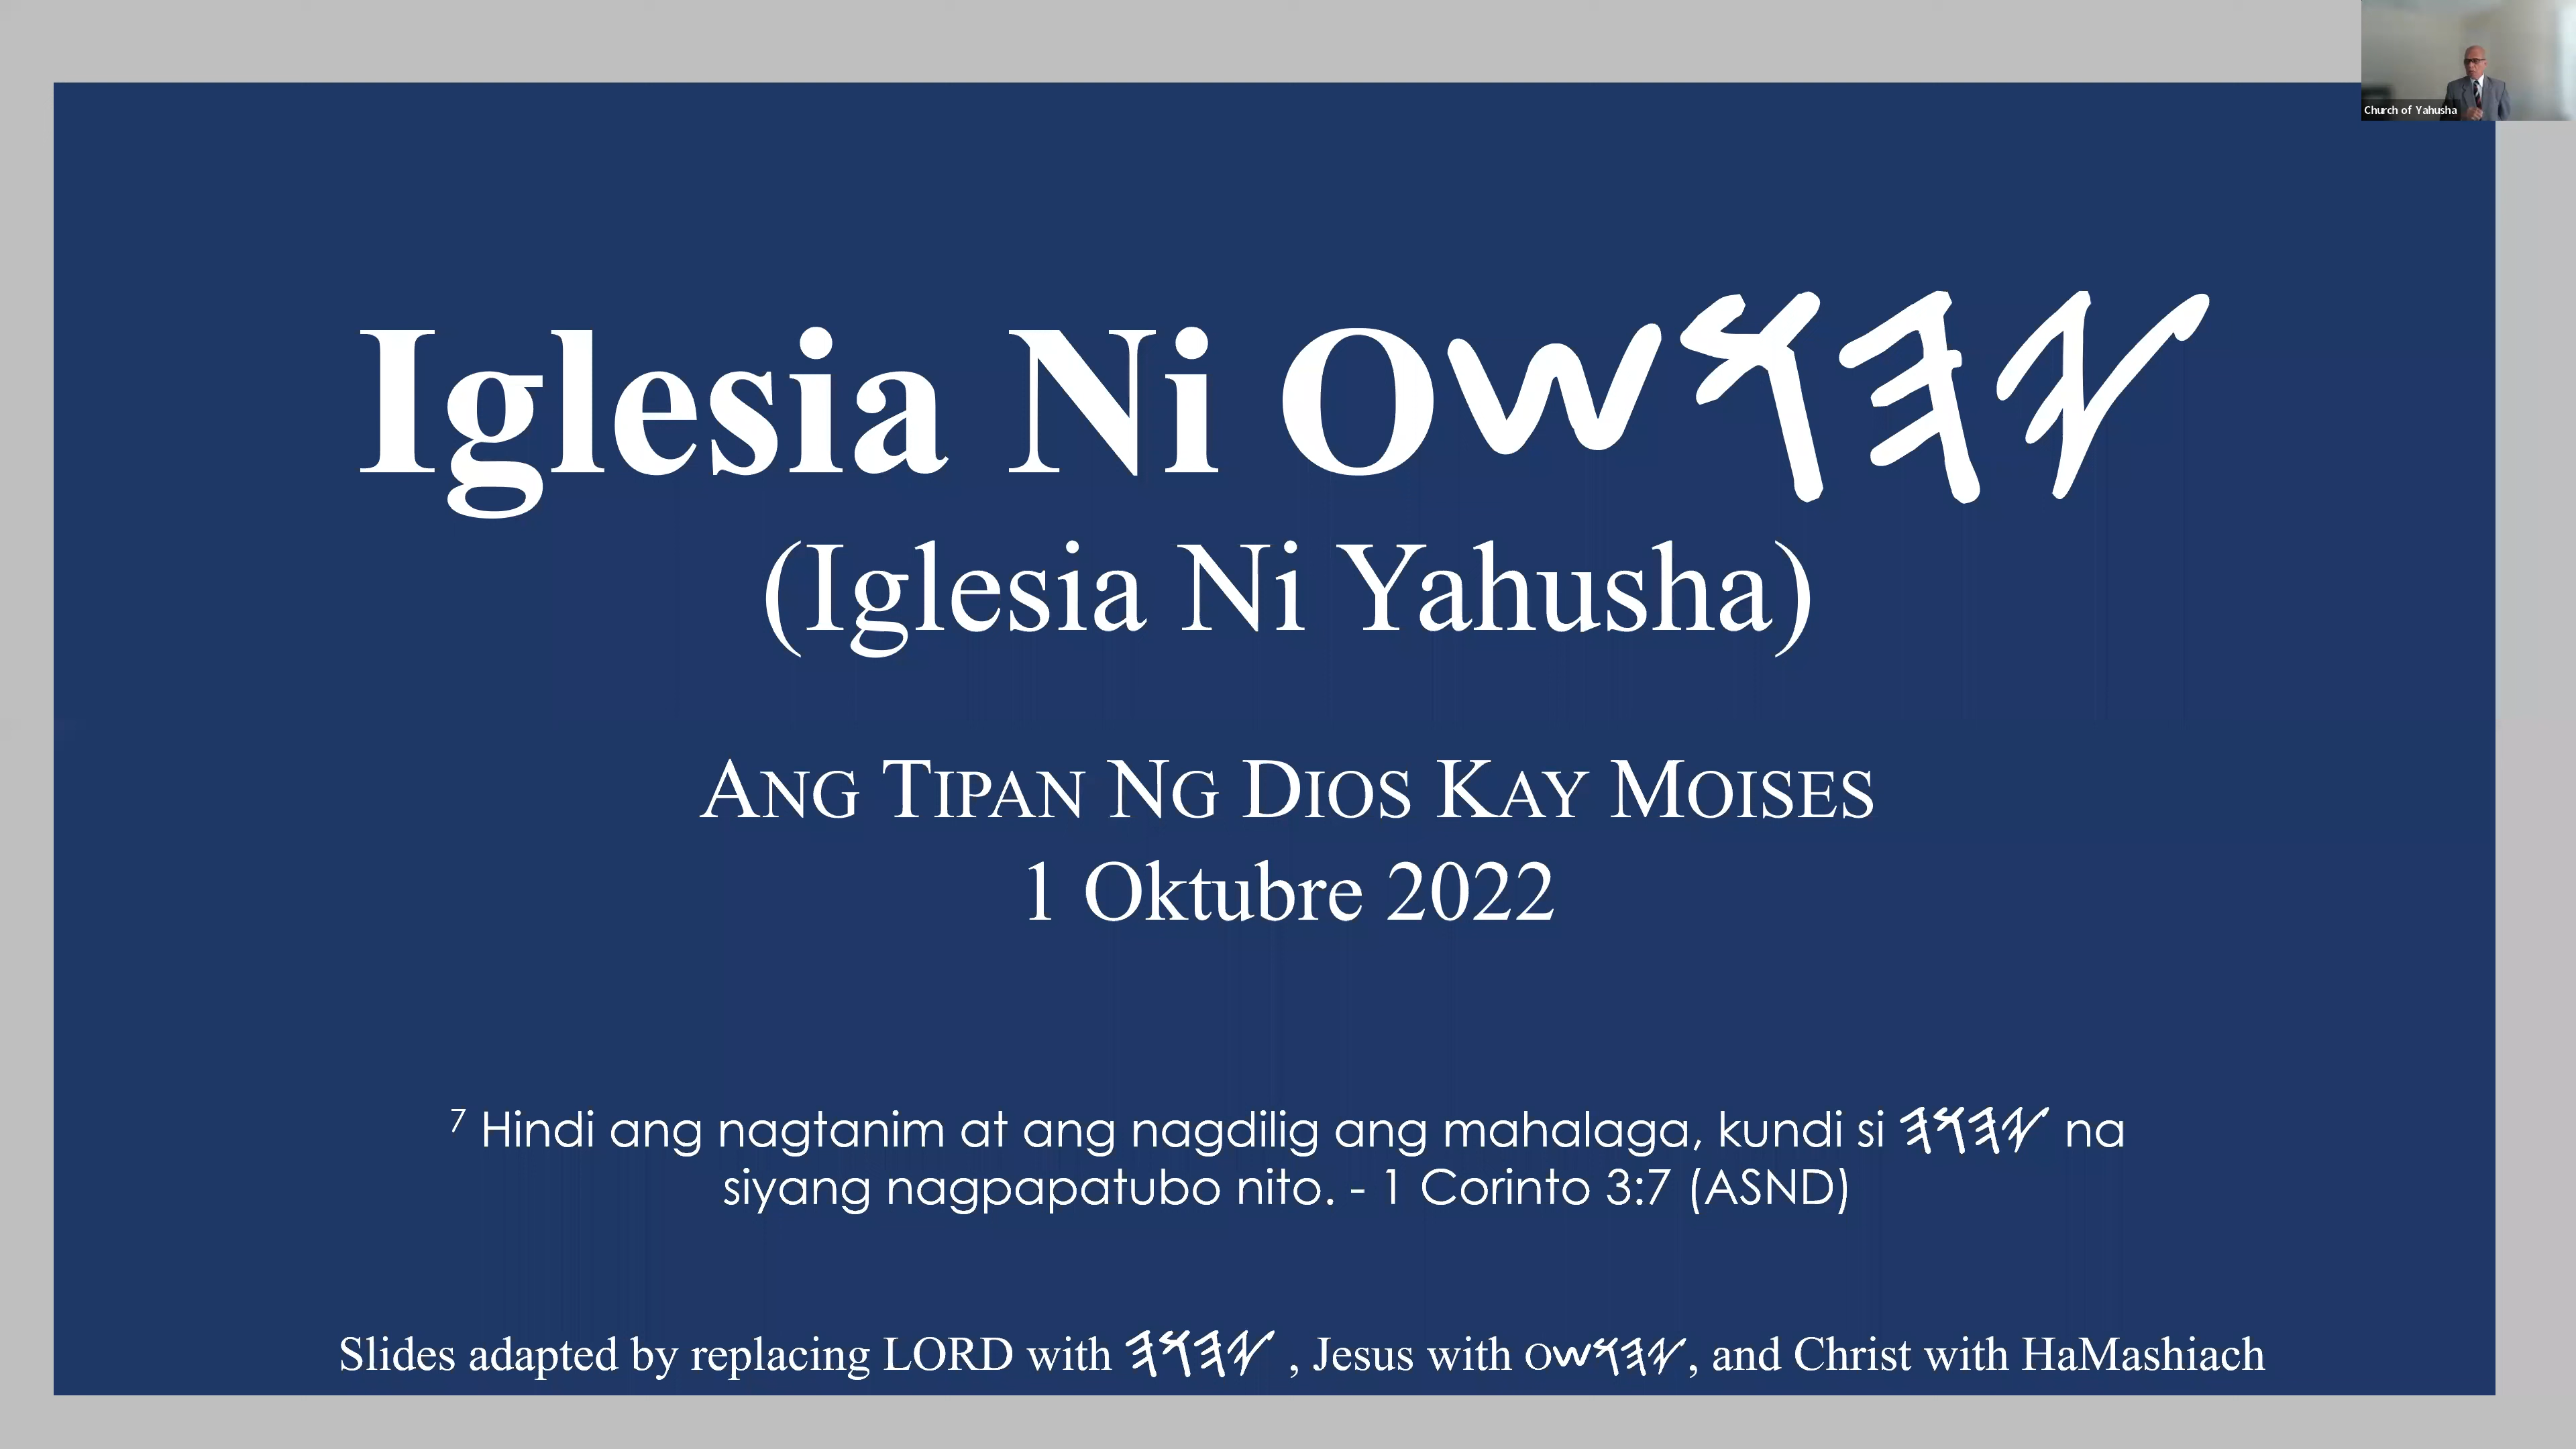 Church of Yahusha
Iglesia Ni 𐤉𐤄𐤅𐤔𐤏
(Iglesia Ni Yahusha)
ANG TIPAN NG DIOS KAY MOISES
1 Oktubre 2022
7 Hindi ang nagtanim at ang nagdilig ang mahalaga, kundi si 𐤉𐤄𐤅𐤄 na
siyang nagpapatubo nito. - 1 Corinto 3:7 (ASND)
Slides adapted by replacing LORD with 𐤉𐤄𐤅𐤄 , Jesus with 𐤉𐤄𐤅𐤔𐤏, and Christ with HaMashiach